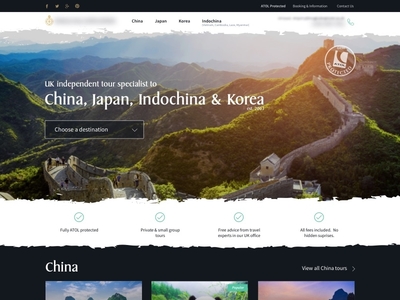 ATOL Protected
Booking & Information
Contact Us
China
Japan
Korea
Indochina
UK independent tour specialist to
China, Japan, Indochina & Korea
est. 2001
Choose a destination
Fully ATOL protected
Private & small group
tours
Free advice from travel
experts in our UK office
All fees included. No
hidden suprises.
China
View all China tours